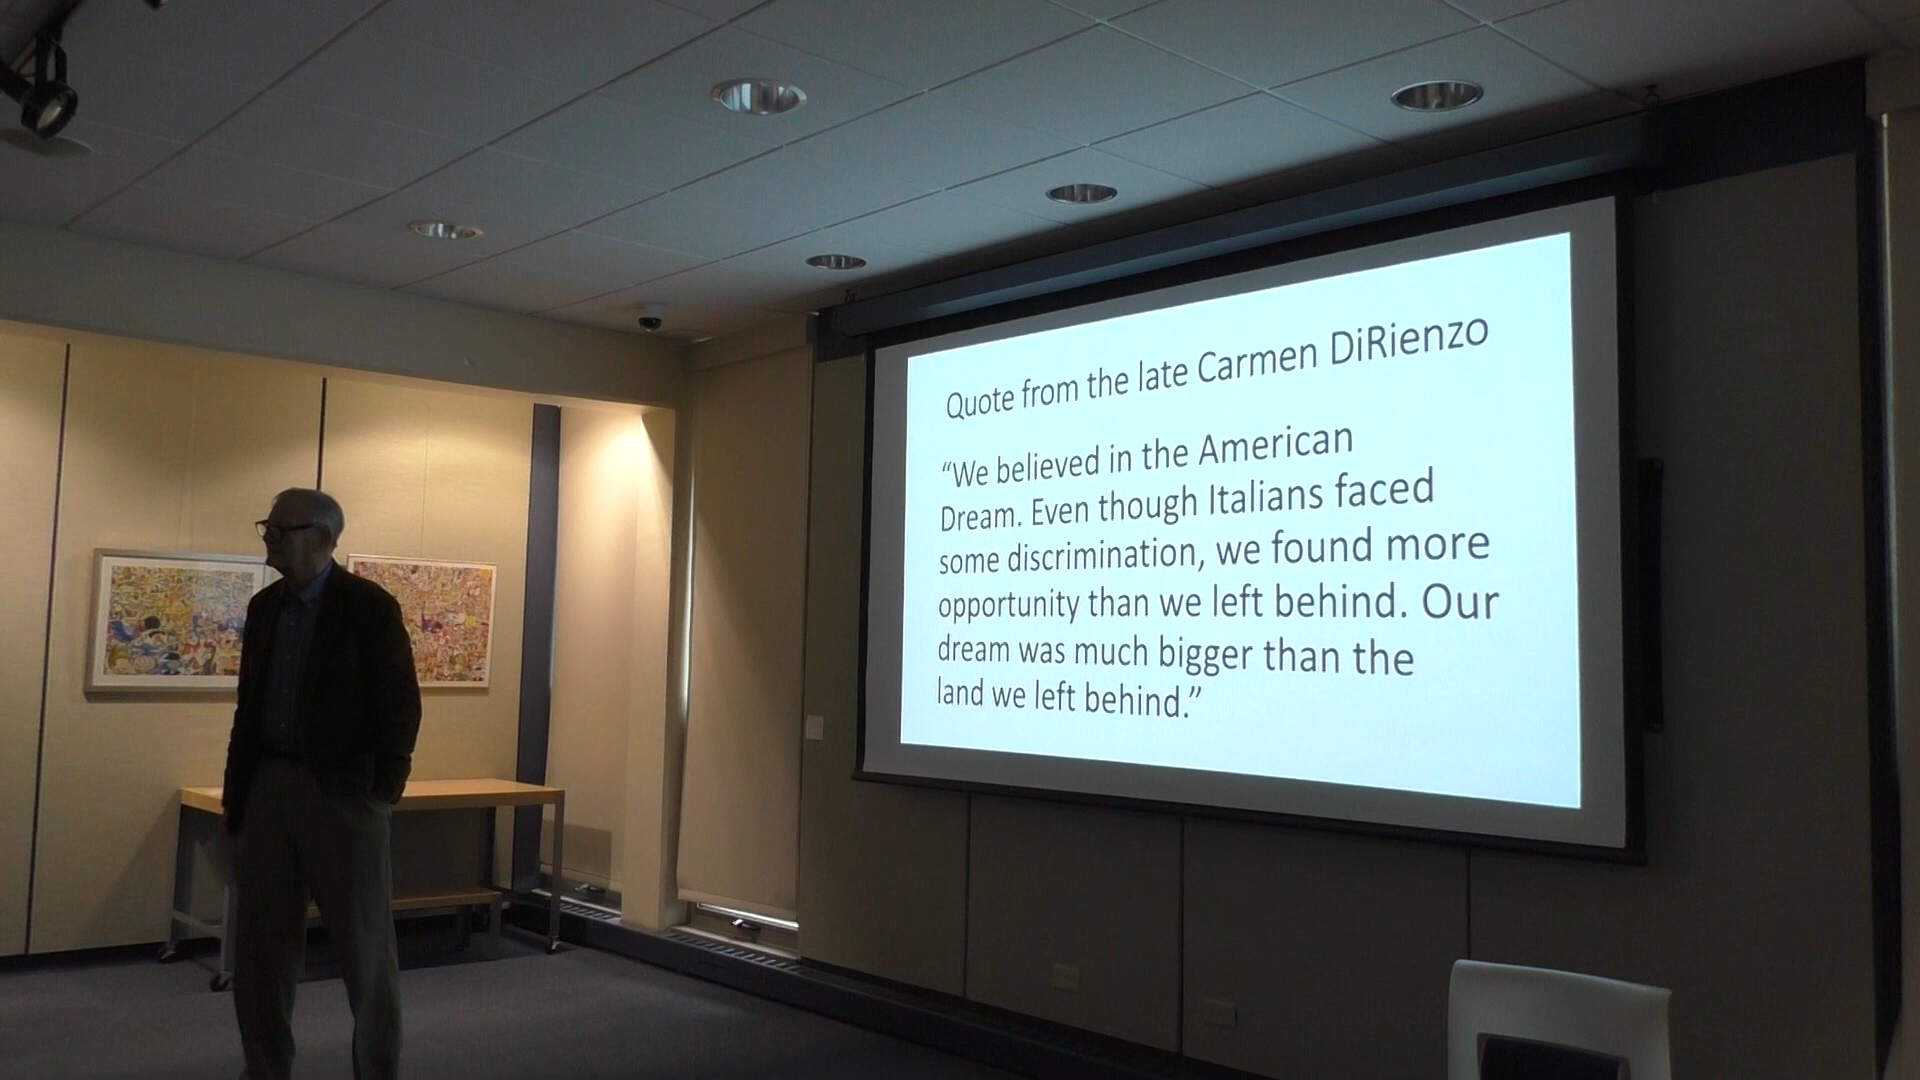 Quote from the late Carmen DiRienzo
“We believed in the American
Dream. Even though Italians faced
some discrimination, we found more
opportunity than we left behind. Our
dream was much bigger than the
land we left behind.”